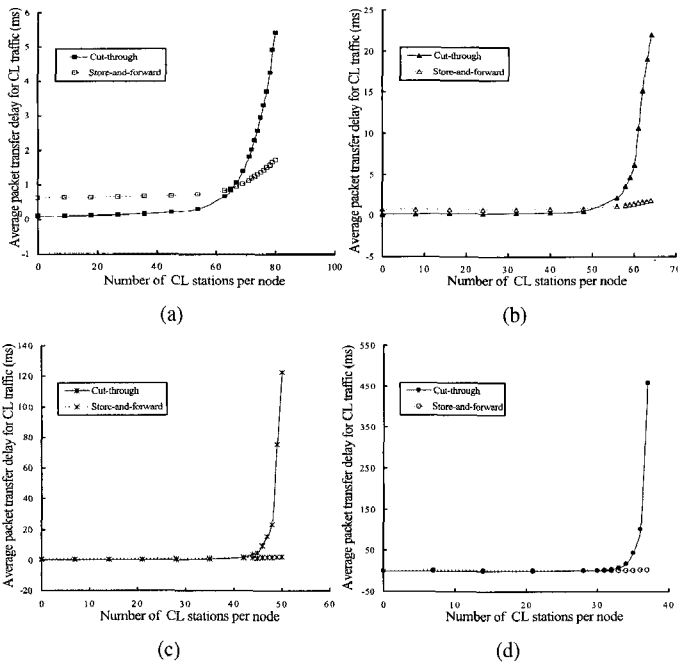 Average packet transfer delay for CL traffic (ms)
6
5
4
3
2
1
0
-1
Cut-through
Store-and-forward
0
20
40
60
80
100
Number of CL stations per node
(a)
Average packet transfer delay for CL traffic (ms)
25
20
15
10
5
0
-5
Cut-through
Store-and-forward
0
10
20
30
40
50
60
70
Number of CL stations per node
(b)
Average packet transfer delay for CL traffic (ms)
140
120
100
80
60
40
20
0
-20
Cut-through
Store-and-forward
0
10
20
30
40
50
60
Number of CL stations per node
(c)
Average packet transfer delay for CL traffic (ms)
550
450
350
250
150
50
-50
Cut-through
Store-and-forward
0
10
20
30
40
Number of CL stations per node
(d)